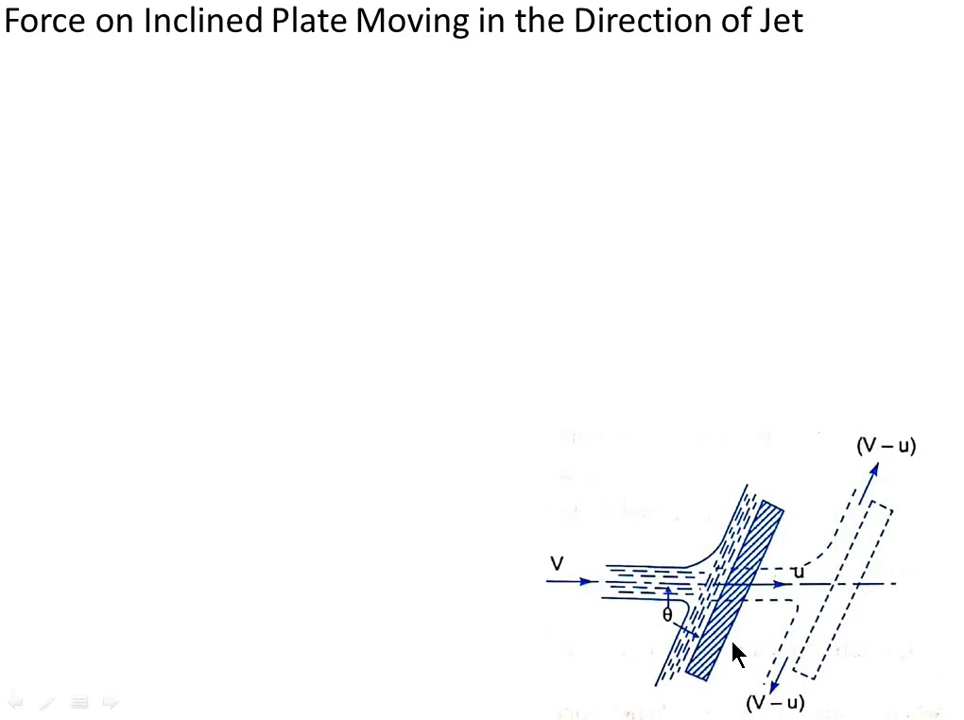 Force on Inclined Plate Moving in the Direction of Jet
(V – u)
V
u
θ
(V – u)